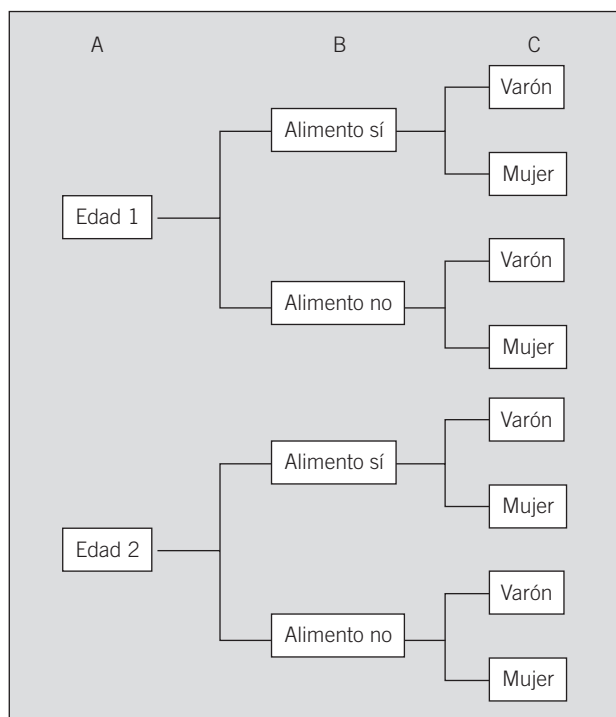 A B C
Varón
Alimento sí
Mujer
Edad 1
Varón
Alimento no
Mujer
Varón
Alimento sí
Mujer
Edad 2
Varón
Alimento no
Mujer